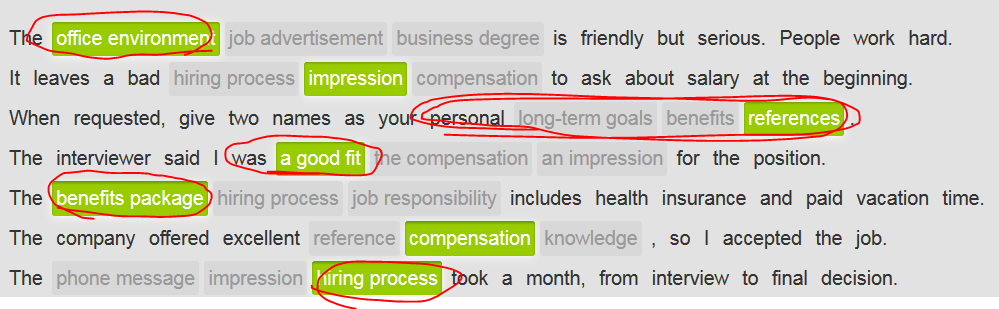 The office environment job advertisement business degree is friendly but serious. People work hard.
It leaves a bad hiring process impression compensation to ask about salary at the beginning.
When requested, give two names as your personal long-term goals benefits references .
The interviewer said I was a good fit the compensation an impression for the position.
The benefits package hiring process job responsibility includes health insurance and paid vacation time.
The company offered excellent reference compensation knowledge , so I accepted the job.
The phone message impression hiring process took a month, from interview to final decision.